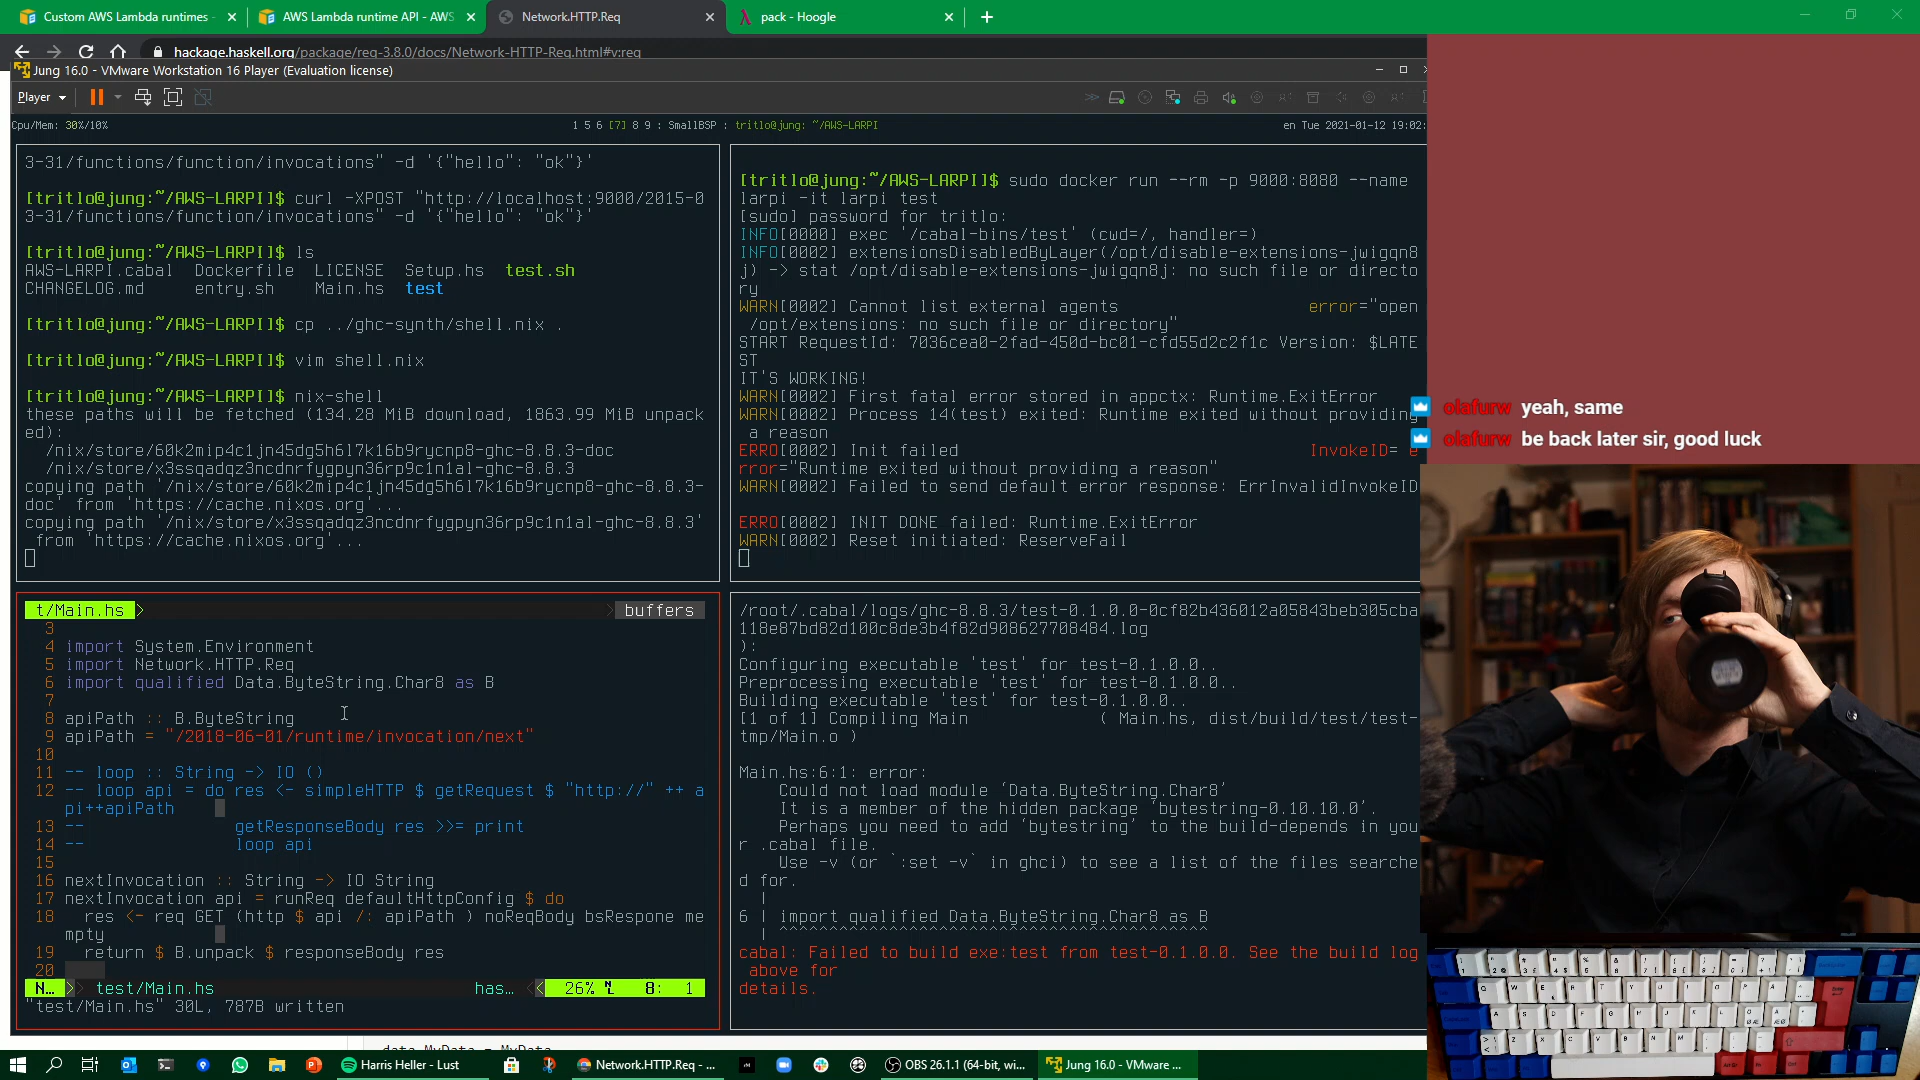 Custom AWS Lambda runtimes -
AWS Lambda runtime API - AWS
Network.HTTP.Req
pack - Hoogle
hackage.haskell.org/package/req-3.8.0/docs/Network-HTTP-Req.html#v:req
Jung 16.0 - VMware Workstation 16 Player (Evaluation license)
Player
Cpu/Mem: 30%/10%
1 5 6 [7] 8 9 : SmallBSP : tritlo@jung: ~/AWS-LARPI
en Tue 2021-01-12 19:02:
3-31/functions/function/invocations" -d '{"hello": "ok"}'
[tritlo@jung:~/AWS-LARPI]$ curl -XPOST "http://localhost:9000/2015-0
3-31/functions/function/invocations" -d '{"hello": "ok"}'
[tritlo@jung:~/AWS-LARPI]$ ls
AWS-LARPI.cabal Dockerfile LICENSE Setup.hs test.sh
CHANGELOG.md entry.sh Main.hs test
[tritlo@jung:~/AWS-LARPI]$ cp ../ghc-synth/shell.nix .
[tritlo@jung:~/AWS-LARPI]$ vim shell.nix
[tritlo@jung:~/AWS-LARPI]$ nix-shell
these paths will be fetched (134.28 MiB download, 1863.99 MiB unpack
ed):
/nix/store/60k2mip4c1jn45dg5h6l7k16b9rycnp8-ghc-8.8.3-doc
/nix/store/x3ssqadqz3ncdnrfygpyn36rp9c1n1al-ghc-8.8.3
copying path '/nix/store/60k2mip4c1jn45dg5h6l7k16b9rycnp8-ghc-8.8.3-
doc' from 'https://cache.nixos.org'...
copying path '/nix/store/x3ssqadqz3ncdnrfygpyn36rp9c1n1al-ghc-8.8.3'
from 'https://cache.nixos.org'...
[tritlo@jung:~/AWS-LARPI]$ sudo docker run --rm -p 9000:8080 --name
larpi -it larpi test
[sudo] password for tritlo:
INFO[0000] exec '/cabal-bins/test' (cwd=/, handler=)
INFO[0002] extensionsDisabledByLayer(/opt/disable-extensions-jwigqn8
j) -> stat /opt/disable-extensions-jwigqn8j: no such file or directo
ry
WARN[0002] Cannot list external agents error="open
/opt/extensions: no such file or directory"
START RequestId: 7036cea0-2fad-450d-bc01-cfd55d2c2f1c Version: $LATE
ST
IT'S WORKING!
WARN[0002] First fatal error stored in appctx: Runtime.ExitError
WARN[0002] Process 14(test) exited: Runtime exited without providing
a reason
ERRO[0002] Init failed InvokeID= e
rror="Runtime exited without providing a reason"
WARN[0002] Failed to send default error response: ErrInvalidInvokeID
ERRO[0002] INIT DONE failed: Runtime.ExitError
WARN[0002] Reset initiated: ReserveFail
olafurw yeah, same
olafurw be back later sir, good luck
t/Main.hs buffers
3
4 import System.Environment
5 import Network.HTTP.Req
6 import qualified Data.ByteString.Char8 as B
7
8 apiPath :: B.ByteString
9 apiPath = "/2018-06-01/runtime/invocation/next"
10
11 -- loop :: String -> IO ()
12 -- loop api = do res <- simpleHTTP $ getRequest $ "http://" ++ a
pi++apiPath
13 -- getResponseBody res >>= print
14 -- loop api
15
16 nextInvocation :: String -> IO String
17 nextInvocation api = runReq defaultHttpConfig $ do
18 res <- req GET (http $ api /: apiPath ) noReqBody bsRespone me
mpty
19 return $ B.unpack $ responseBody res
20
N... test/Main.hs has... 26% 8: 1
"test/Main.hs" 30L, 787B written
/root/.cabal/logs/ghc-8.8.3/test-0.1.0.0-0cf82b436012a05843beb305cba
118e87bd82d100c8de3b4f82d908627708484.log
):
Configuring executable 'test' for test-0.1.0.0..
Preprocessing executable 'test' for test-0.1.0.0..
Building executable 'test' for test-0.1.0.0..
[1 of 1] Compiling Main ( Main.hs, dist/build/test/test-
tmp/Main.o )
Main.hs:6:1: error:
Could not load module ‘Data.ByteString.Char8’
It is a member of the hidden package ‘bytestring-0.10.10.0’.
Perhaps you need to add ‘bytestring’ to the build-depends in you
r .cabal file.
Use -v (or `:set -v` in ghci) to see a list of the files searche
d for.
|
6 | import qualified Data.ByteString.Char8 as B
| ^^^^^^^^^^^^^^^^^^^^^^^^^^^^^^^^^^^^^^^^^^^
cabal: Failed to build exe:test from test-0.1.0.0. See the build log
above for
details.
data MyData = MyData
Harris Heller - Lust
Network.HTTP.Req - ...
OBS 26.1.1 (64-bit, wi...
Jung 16.0 - VMware ...